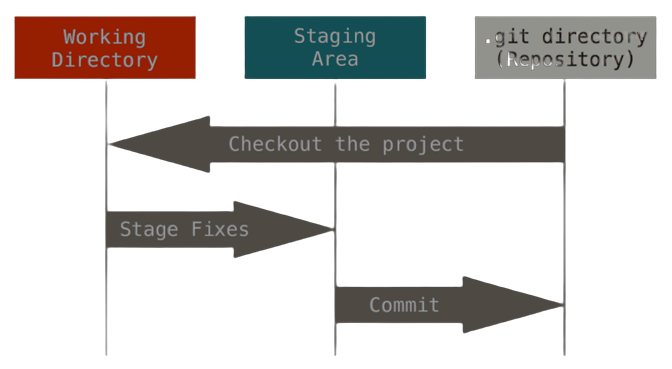 Working
Directory
Staging
Area
.git directory
(Repository)
Checkout the project
Stage Fixes
Commit